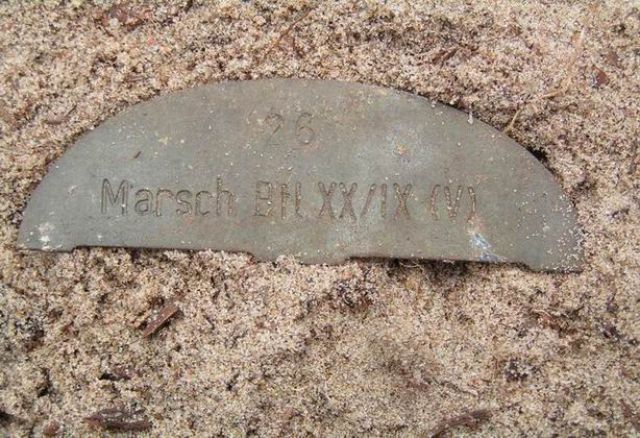 26
Marsch Btl XX/IX (V)